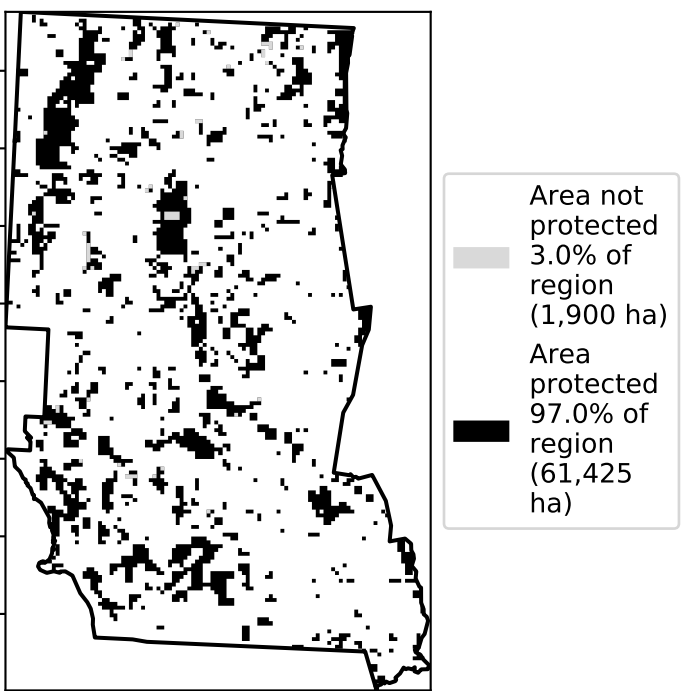 Area not
protected
3.0% of
region
(1,900 ha)
Area
protected
97.0% of
region
(61,425
ha)